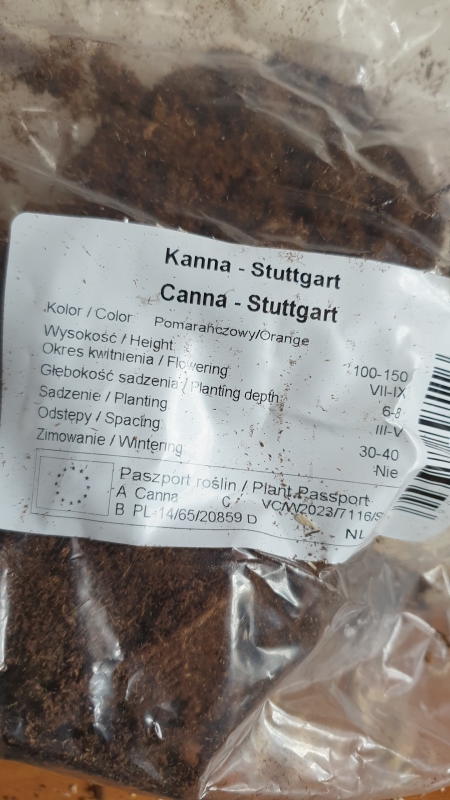 Kanna - Stuttgart
Canna - Stuttgart
Kolor / Color Pomarańczowy/Orange
Wysokość / Height 100-150
Okres kwitnienia / Flowering VII-IX
Głębokość sadzenia / Planting depth 6-8
Sadzenie / Planting III-V
Odstępy / Spacing 30-40
Zimowanie / Wintering Nie
Paszport roślin / Plant Passport
A Canna C VC/W2023/7116/S
B PL-14/65/20859 D NL